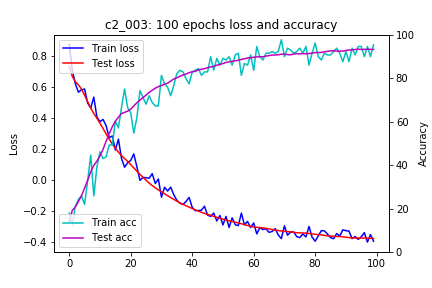 c2_003: 100 epochs loss and accuracy
Train loss
Test loss
Train acc
Test acc
Loss
0.8
0.6
0.4
0.2
0.0
−0.2
−0.4
Accuracy
100
80
60
40
20
0
0
20
40
60
80
100